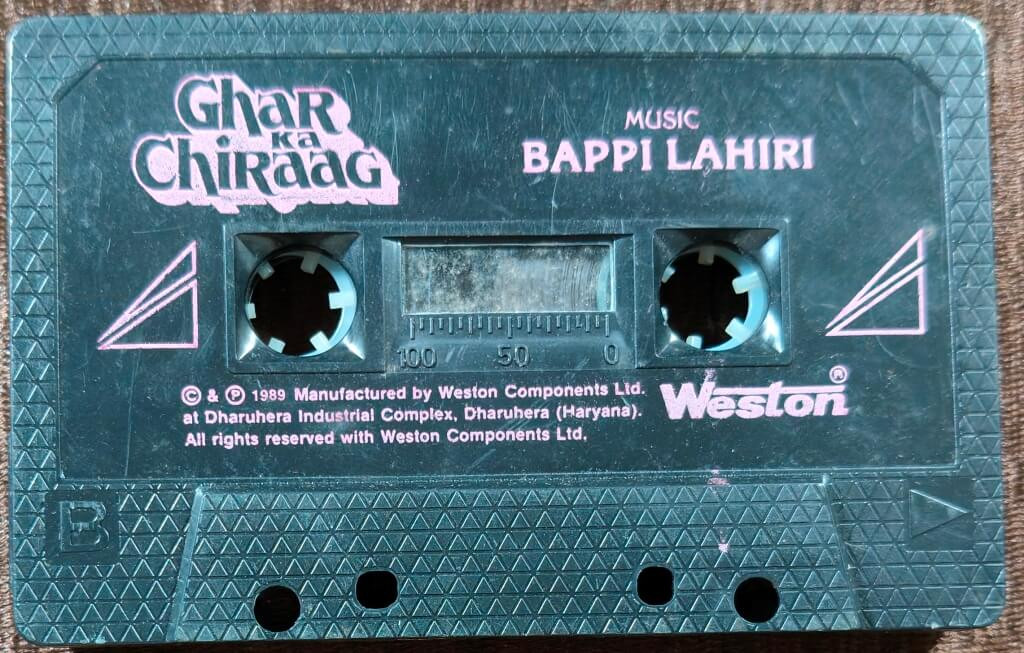 Ghar
Ka
Chiraag
MUSIC
BAPPI LAHIRI
100 50 0
© & ℗ 1989 Manufactured by Weston Components Ltd.
at Dharuhera Industrial Complex, Dharuhera (Haryana).
All rights reserved with Weston Components Ltd.
Weston®
B